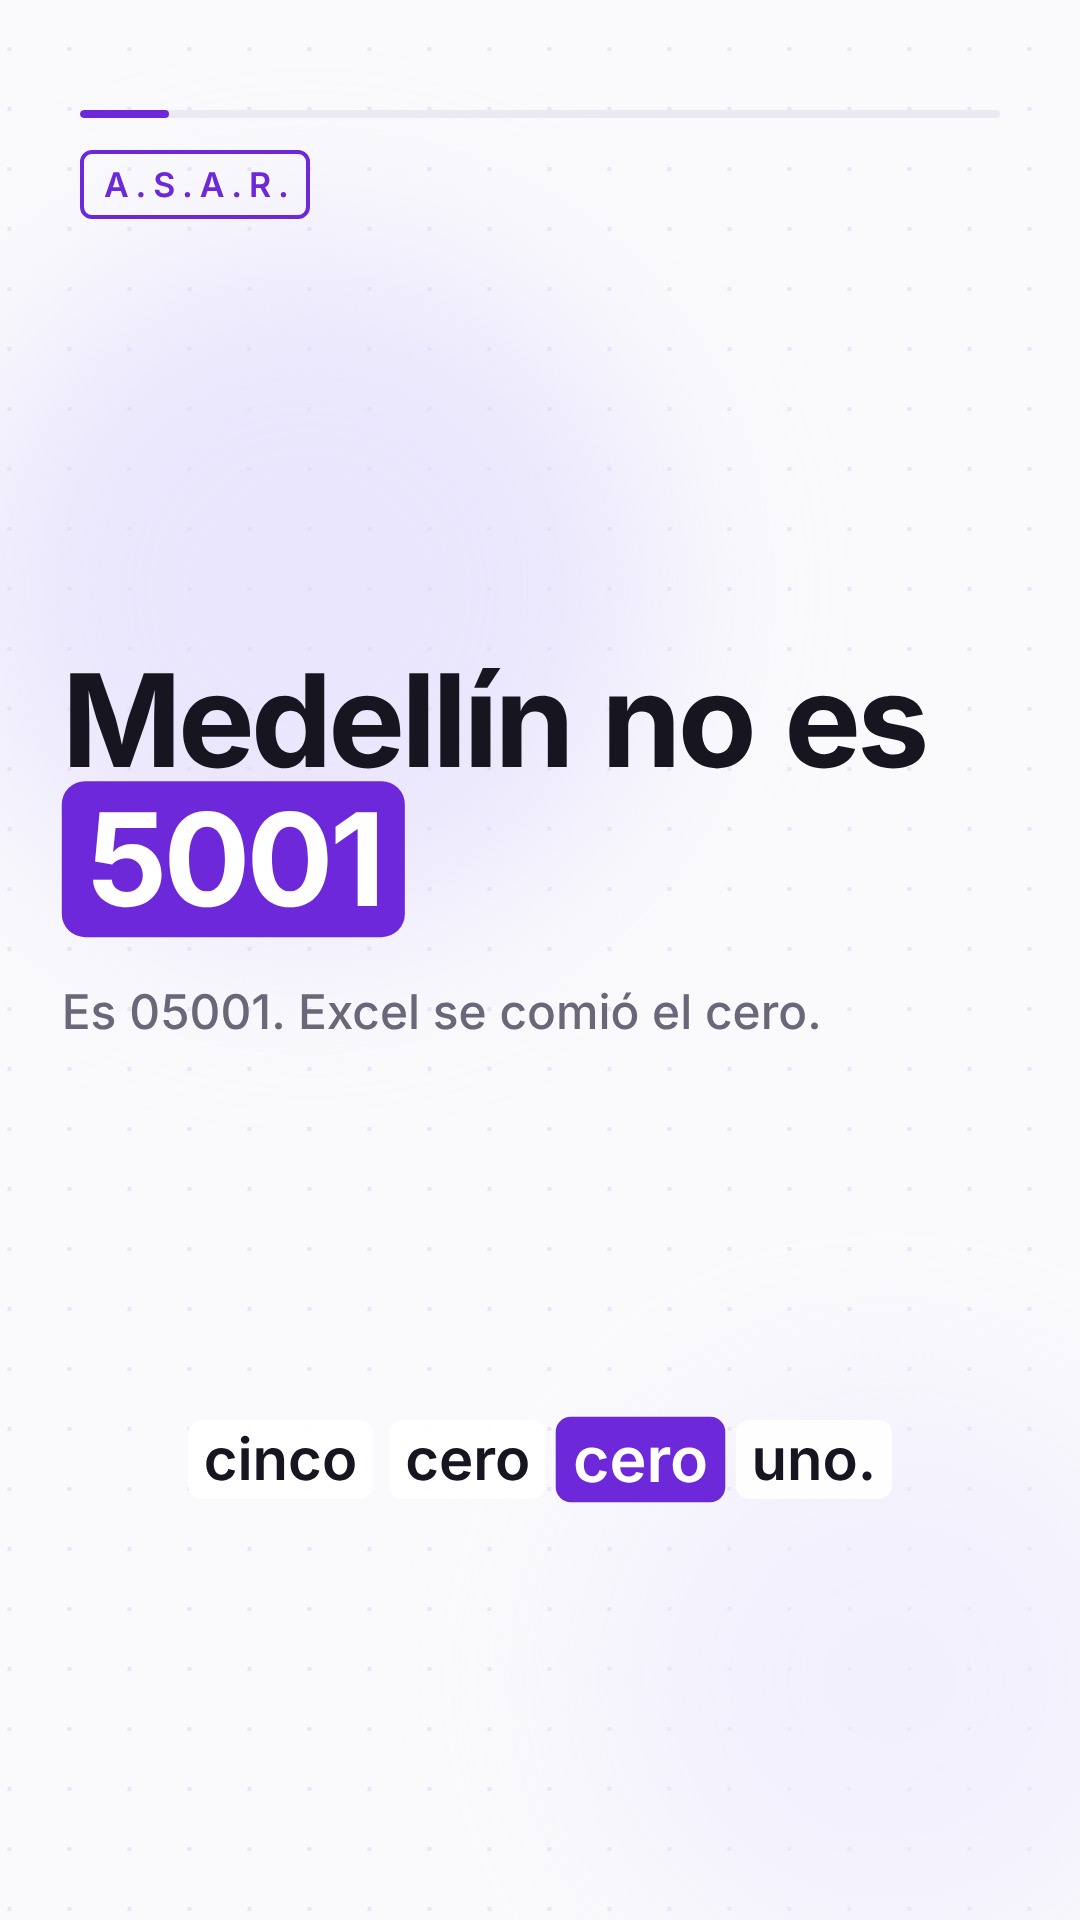 A.S.A.R.
Medellín no es
5001
Es 05001. Excel se comió el cero.
cinco cero cero uno.